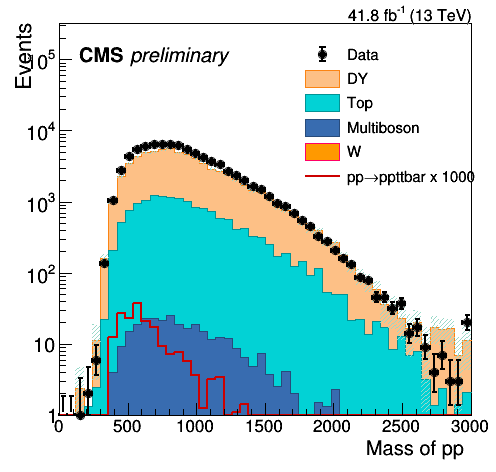 41.8 fb⁻¹ (13 TeV)
Events
CMS preliminary
Data
DY
Top
Multiboson
W
pp→ppttbar x 1000
10⁵
10⁴
10³
10²
10
1
0 500 1000 1500 2000 2500 3000
Mass of pp